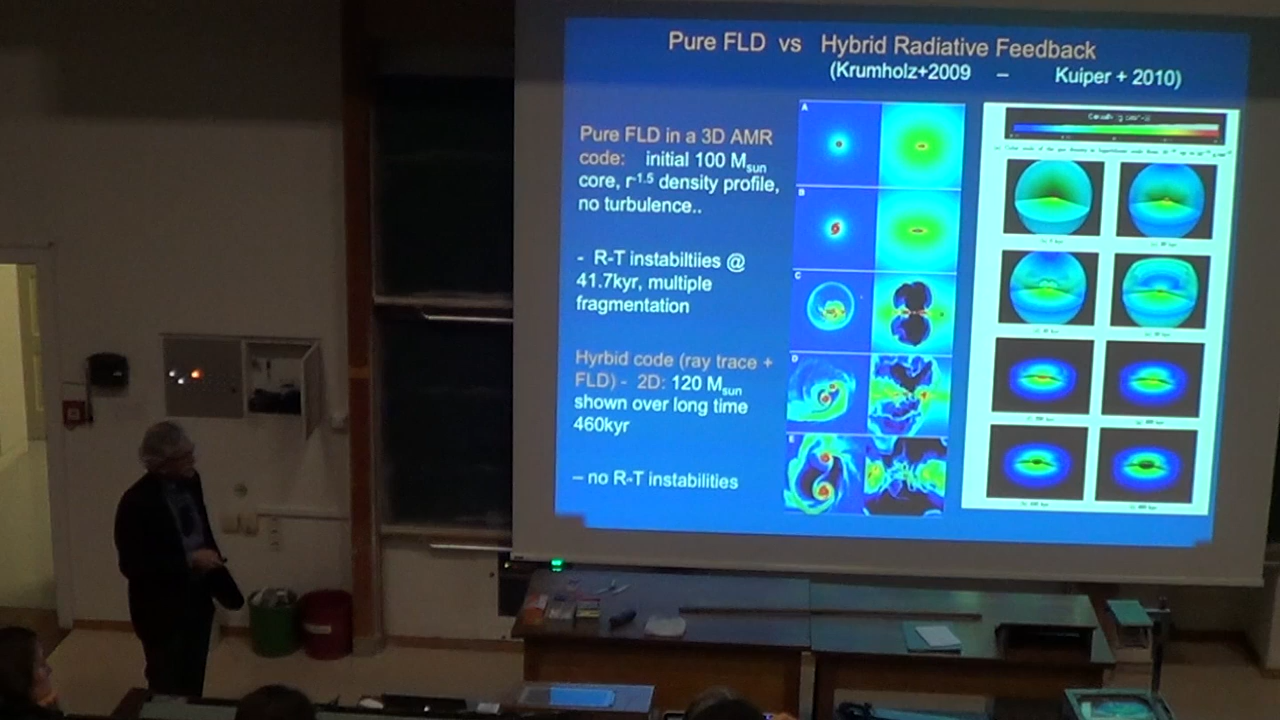 Pure FLD vs Hybrid Radiative Feedback
(Krumholz+2009 – Kuiper + 2010)
Pure FLD in a 3D AMR
code: initial 100 Msun
core, r1.5 density profile,
no turbulence..
- R-T instabiltiies @
41.7kyr, multiple
fragmentation
Hyrbid code (ray trace +
FLD) - 2D: 120 Msun
shown over long time
460kyr
– no R-T instabilities
A
B
C
D
E